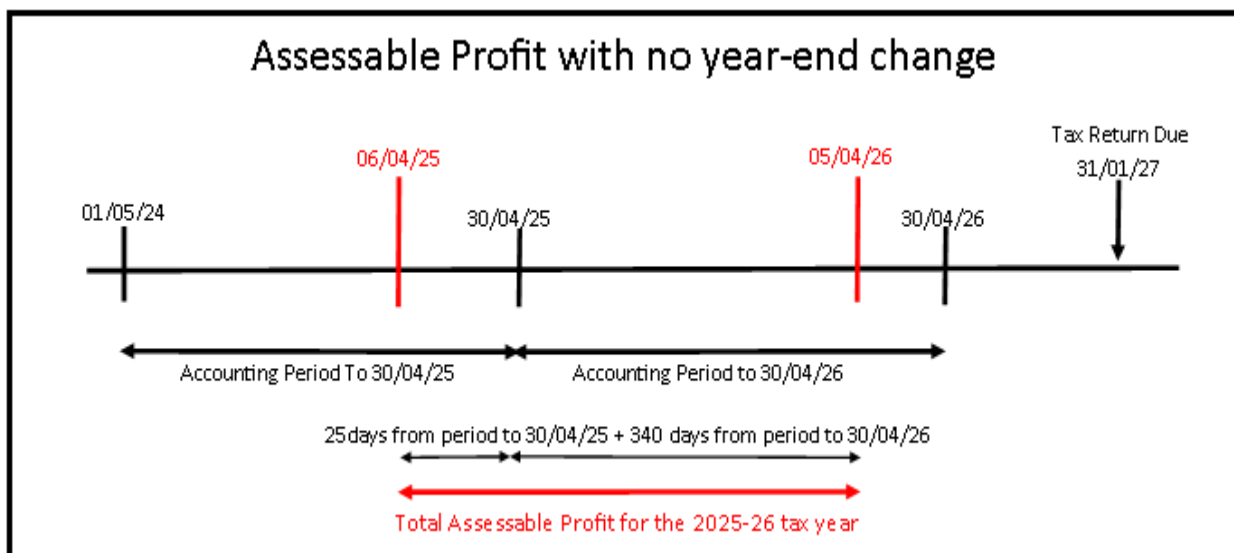 Assessable Profit with no year-end change
Tax Return Due
06/04/25
05/04/26
31/01/27
01/05/24
30/04/25
30/04/26
Accounting Period To 30/04/25
Accounting Period to 30/04/26
25days from period to 30/04/25 + 340 days from period to 30/04/26
Total Assessable Profit for the 2025-26 tax year